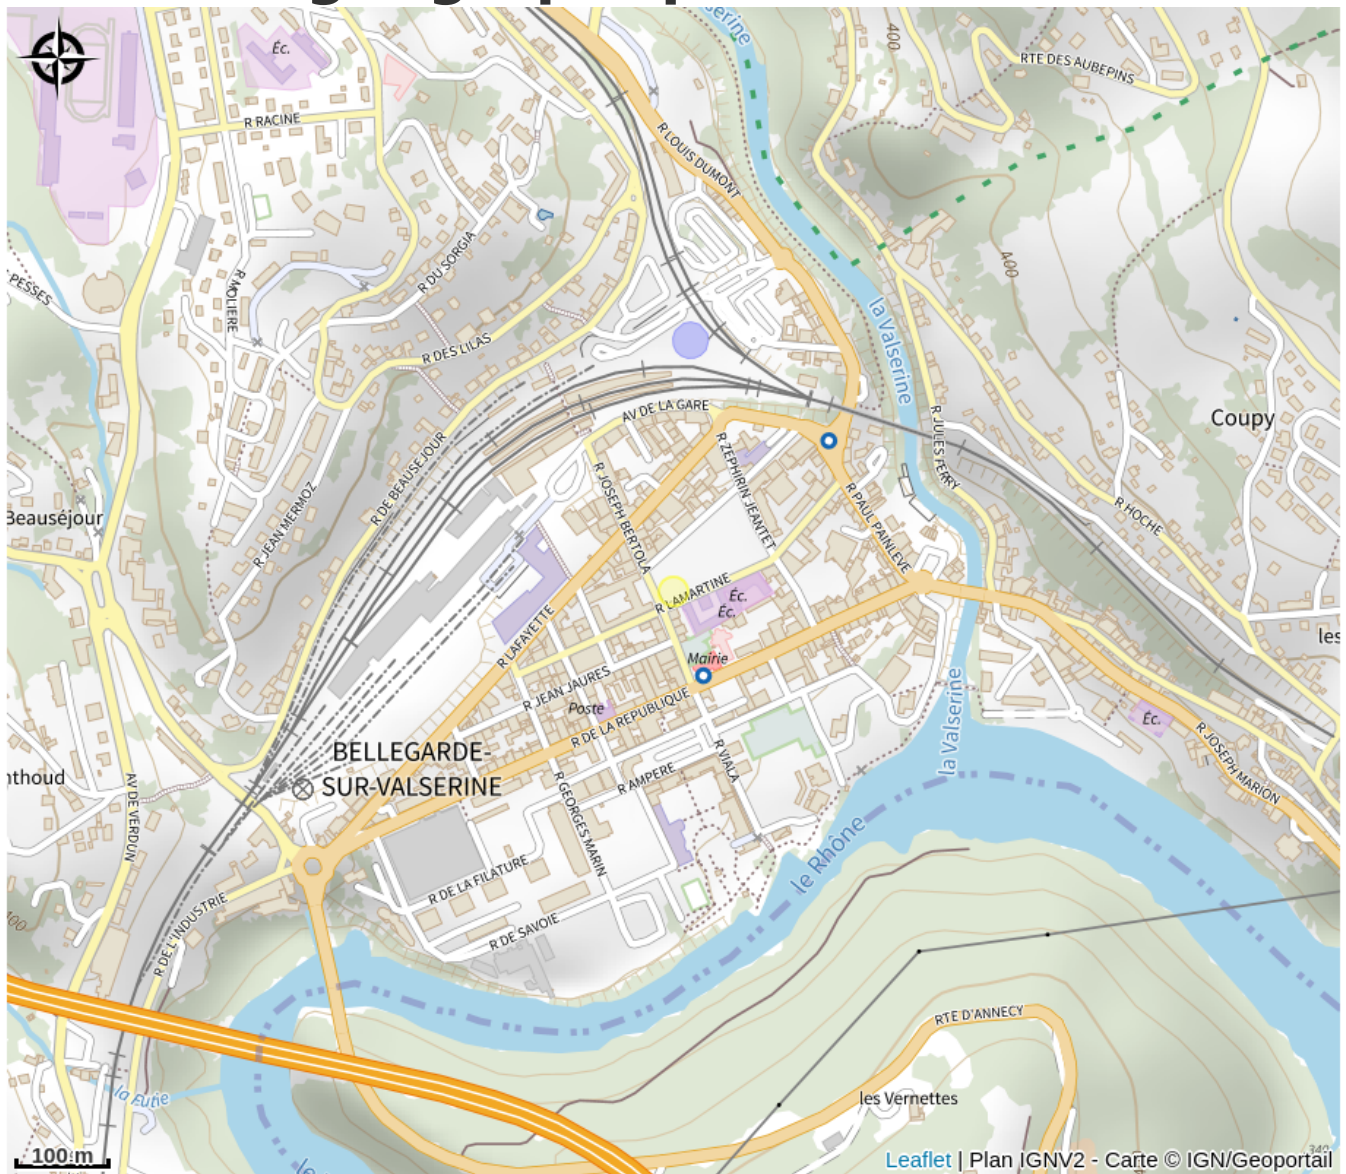 la Valserine
400
RTE DES AUBEPINS
Éc.
R RACINE
R LOUIS DUMONT
PESSES
R MOLIERE
R DU SORGIA
400
la Valserine
R DES LILAS
AV DE LA GARE
R JULES FERRY
Coupy
R DE BEAUSEJOUR
R ZEPHIRIN JEANTET
R JOSEPH BERTOLA
R PAUL PAINLEVE
R HOCHE
Beauséjour
R JEAN MERMOZ
R LAMARTINE
Éc.
Éc.
R LAFAYETTE
les
Mairie
R JEAN JAURES
Poste
R DE LA REPUBLIQUE
la Valserine
Éc.
R JOSEPH MARION
BELLEGARDE-
SUR-VALSERINE
nthoud
AV DE VERDUN
R VIALA
R AMPERE
R GEORGES MARIN
le Rhône
R DE LA FILATURE
R DE L'INDUSTRIE
R DE SAVOIE
RTE D'ANNECY
les Vernettes
le
100 m
Leaflet | Plan IGNV2 - Carte © IGN/Geoportail